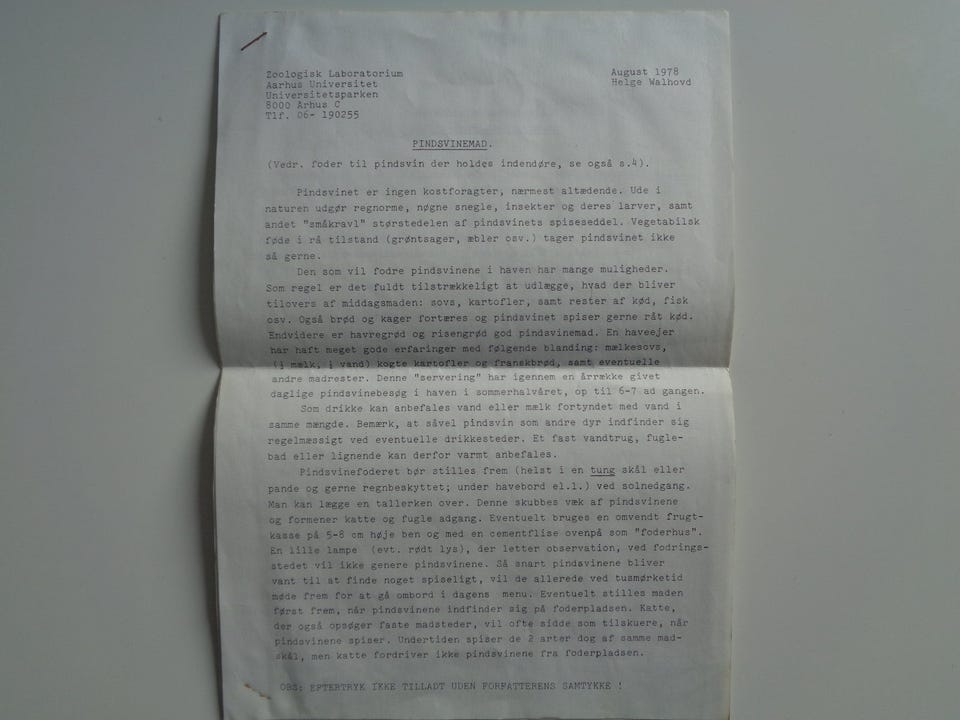 Zoologisk Laboratorium
Aarhus Universitet
Universitetsparken
8000 Arhus C
Tlf. 06- 190255
August 1978
Helge Walhovd
PINDSVINEMAD.
(Vedr. foder til pindsvin der holdes indendøre, se også s.4).
Pindsvinet er ingen kostforagter, nærmest altædende. Ude i
naturen udgør regnorme, nøgne snegle, insekter og deres larver, samt
andet "småkravl" størstedelen af pindsvinets spiseseddel. Vegetabilsk
føde i rå tilstand (grøntsager, æbler osv.) tager pindsvinet ikke
så gerne.
Den som vil fodre pindsvinene i haven har mange muligheder.
Som regel er det fuldt tilstrækkeligt at udlægge, hvad der bliver
tilovers af middagsmaden: sovs, kartofler, samt rester af kød, fisk
osv. Også brød og kager fortæres og pindsvinet spiser gerne råt kød.
Endvidere er havregrød og risengrød god pindsvinemad. En haveejer
har haft meget gode erfaringer med følgende blanding: mælkesovs,
mælk, vand) kogte kartofler og franskbrød, samt eventuelle
andre madrester. Denne "servering" har igennem en årrække givet
daglige pindsvinebesøg i haven i sommerhalvåret, op til 6-7 ad gangen.
Som drikke kan anbefales vand eller mælk fortyndet med vand i
samme mængde. Bemærk, at såvel pindsvin som andre dyr indfinder sig
regelmæssigt ved eventuelle drikkesteder. Et fast vandtrug, fugle-
bad eller lignende kan derfor varmt anbefales.
Pindsvinefoderet bør stilles frem (helst i en tung skål eller
pande og gerne regnbeskyttet; under havebord el.l.) ved solnedgang.
Man kan lægge en tallerken over. Denne skubbes væk af pindsvinene
og formener katte og fugle adgang. Eventuelt bruges en omvendt frugt-
kasse på 5-8 cm høje ben og med en cementflise ovenpå som "foderhus".
En lille lampe (evt. rødt lys), der letter observation, ved fodrings-
stedet vil ikke genere pindsvinene. Så snart pindsvinene bliver
vant til at finde noget spiseligt, vil de allerede ved tusmørketid
møde frem for at gå ombord i dagens menu. Eventuelt stilles maden
først frem, når pindsvinene indfinder sig på foderpladsen. Katte,
der også opsøger faste madsteder, vil ofte sidde som tilskuere, når
pindsvinene spiser. Undertiden spiser de 2 arter dog af samme mad-
skål, men katte fordriver ikke pindsvinene fra foderpladsen.
OBS: EFTERTRYK IKKE TILLADT UDEN FORFATTERENS SAMTYKKE !